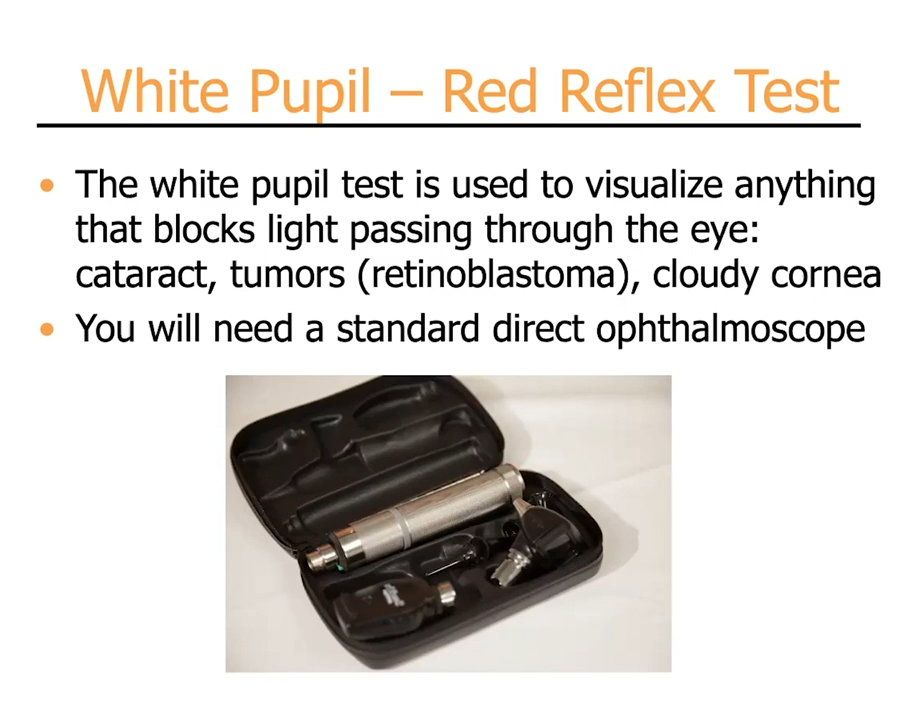 White Pupil – Red Reflex Test
• The white pupil test is used to visualize anything
that blocks light passing through the eye:
cataract, tumors (retinoblastoma), cloudy cornea
• You will need a standard direct ophthalmoscope